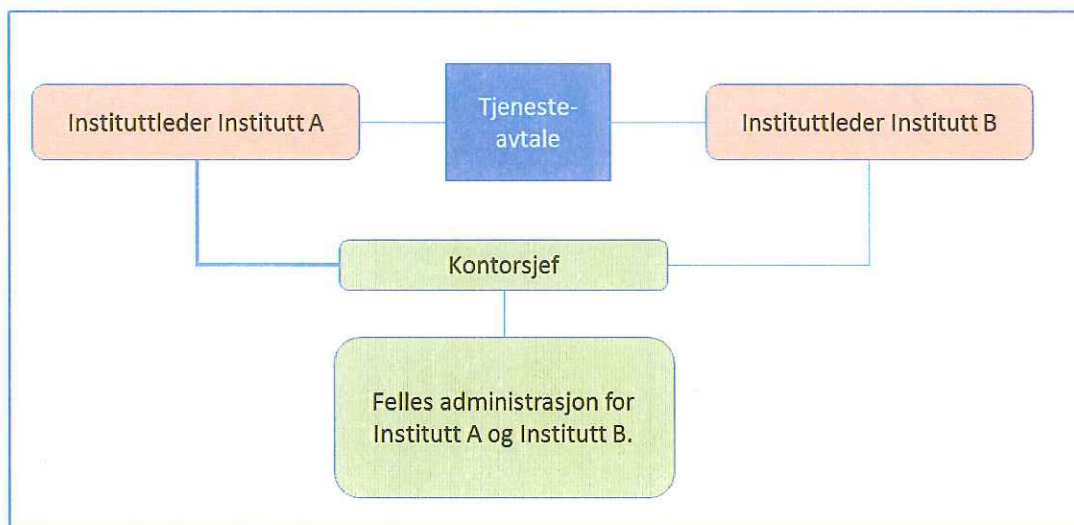 Instituttleder Institutt A
Tjeneste-
avtale
Instituttleder Institutt B
Kontorsjef
Felles administrasjon for
Institutt A og Institutt B.